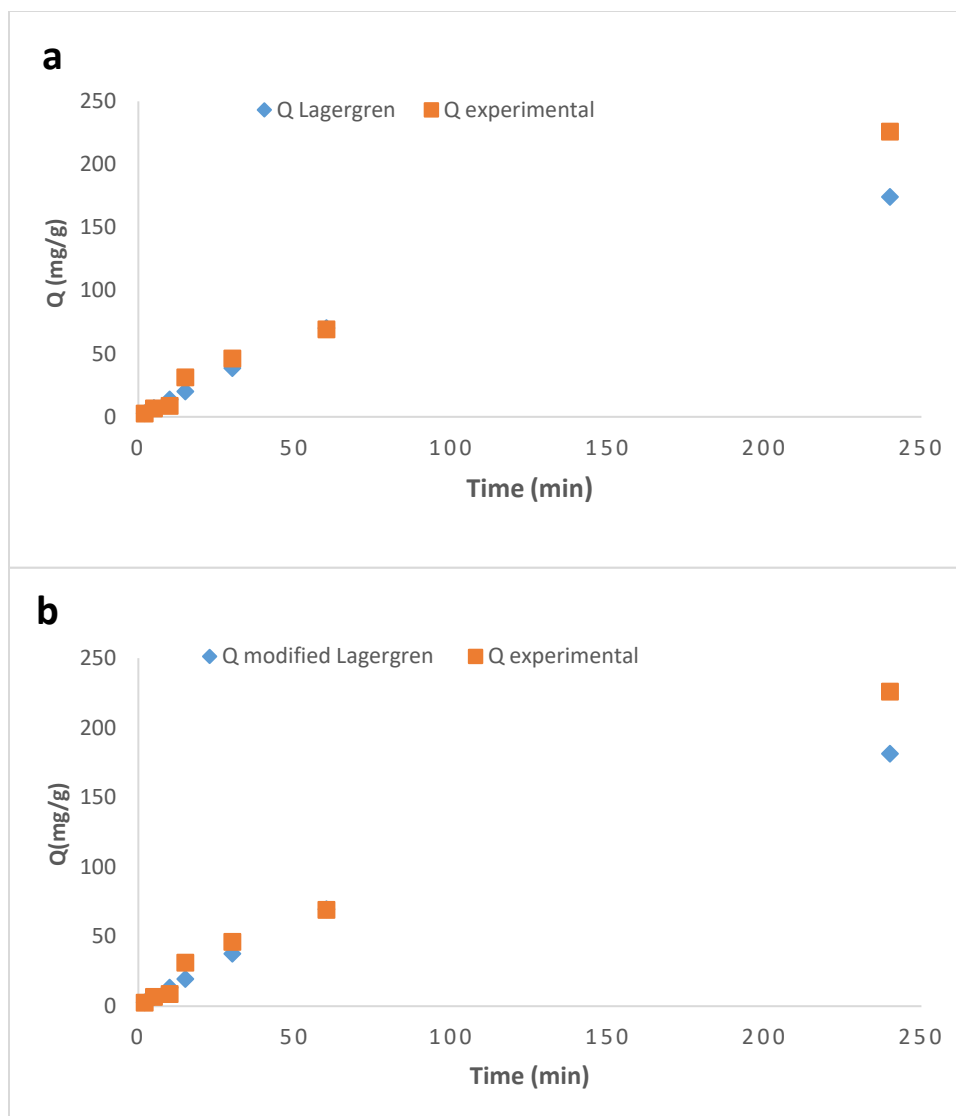 a
Q Lagergren Q experimental
250
200
150
100
50
0
Q (mg/g)
0 50 100 150 200 250
Time (min)
b
Q modified Lagergren Q experimental
250
200
150
100
50
0
Q(mg/g)
0 50 100 150 200 250
Time (min)